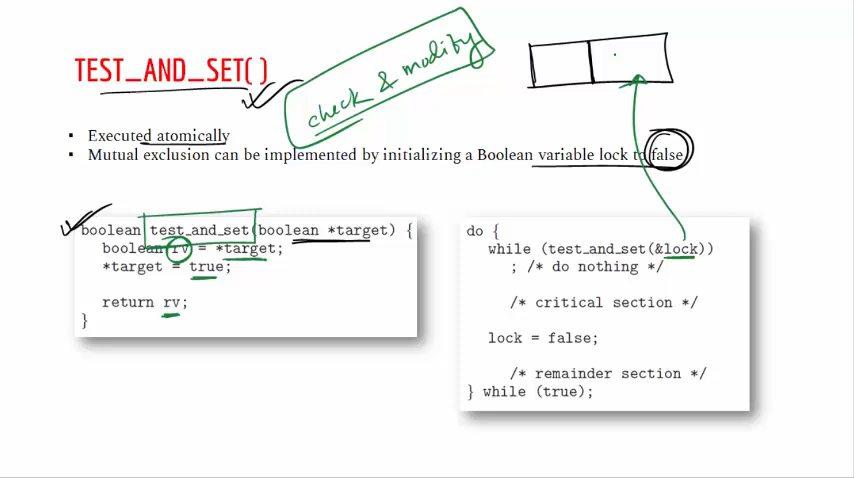 TEST_AND_SET()
check & modify
▪ Executed atomically
▪ Mutual exclusion can be implemented by initializing a Boolean variable lock to false
boolean test_and_set(boolean *target) {
boolean rv = *target;
*target = true;
return rv;
}
do {
while (test_and_set(&lock))
; /* do nothing */
/* critical section */
lock = false;
/* remainder section */
} while (true);